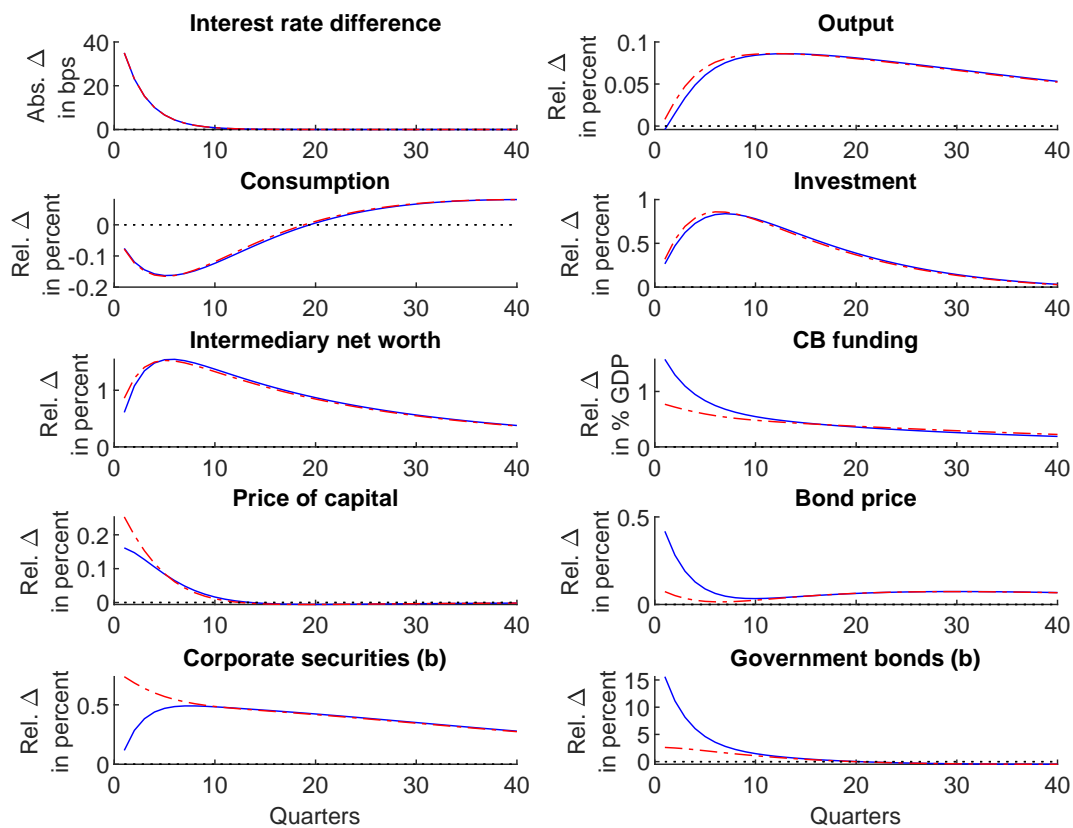 Interest rate difference
Abs. Δ
in bps
40
20
0
0 10 20 30 40
Output
Rel. Δ
in percent
0.1
0.05
0
0 10 20 30 40
Consumption
Rel. Δ
in percent
0
-0.1
-0.2
0 10 20 30 40
Investment
Rel. Δ
in percent
1
0.5
0
0 10 20 30 40
Intermediary net worth
Rel. Δ
in percent
1
0
0 10 20 30 40
CB funding
Rel. Δ
in % GDP
1
0
0 10 20 30 40
Price of capital
Rel. Δ
in percent
0.2
0.1
0
0 10 20 30 40
Bond price
Rel. Δ
in percent
0.5
0
0 10 20 30 40
Corporate securities (b)
Rel. Δ
in percent
0.5
0
0 10 20 30 40
Quarters
Government bonds (b)
Rel. Δ
in percent
15
10
5
0
0 10 20 30 40
Quarters